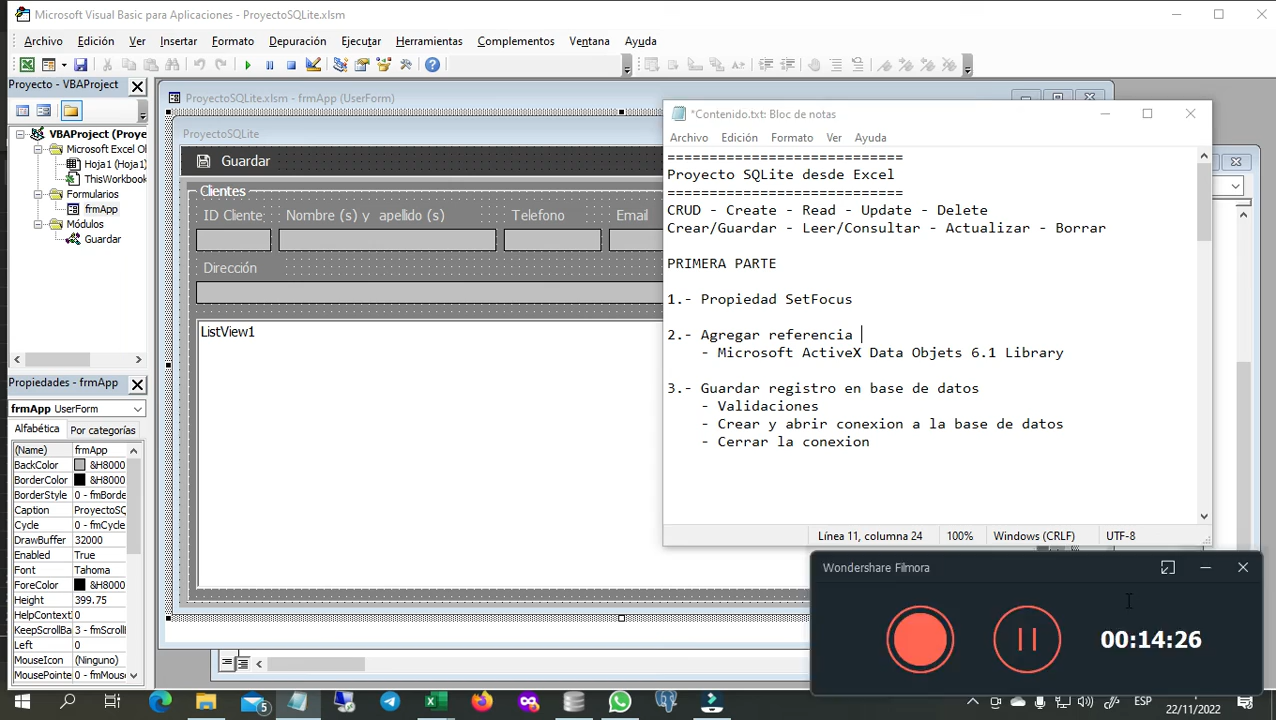 Microsoft Visual Basic para Aplicaciones - ProyectoSQLite.xlsm
Archivo Edición Ver Insertar Formato Depuración Ejecutar Herramientas Complementos Ventana Ayuda
Proyecto - VBAProject
VBAProject (Proye
Microsoft Excel Ol
Hoja1 (Hoja1)
ThisWorkbook
Formularios
frmApp
Módulos
Guardar
Propiedades - frmApp
frmApp UserForm
Alfabética Por categorías
(Name) frmApp
BackColor &H8000
BorderColor &H8000
BorderStyle 0 - fmBorde
Caption ProyectoSQ
Cycle 0 - fmCycle
DrawBuffer 32000
Enabled True
Font Tahoma
ForeColor &H8000
Height 399.75
HelpContext 0
KeepScrollBa 3 - fmScroll
Left 0
MouseIcon (Ninguno)
MousePointe 0 - fmMouse
ProyectoSQLite.xlsm - frmApp (UserForm)
ProyectoSQLite
Guardar
Clientes
ID Cliente Nombre (s) y apellido (s) Telefono Email
Dirección
ListView1
*Contenido.txt: Bloc de notas
Archivo Edición Formato Ver Ayuda
============================
Proyecto SQLite desde Excel
============================
CRUD - Create - Read - Update - Delete
Crear/Guardar - Leer/Consultar - Actualizar - Borrar
PRIMERA PARTE
1.- Propiedad SetFocus
2.- Agregar referencia
- Microsoft ActiveX Data Objets 6.1 Library
3.- Guardar registro en base de datos
- Validaciones
- Crear y abrir conexion a la base de datos
- Cerrar la conexion
Línea 11, columna 24 100% Windows (CRLF) UTF-8
Wondershare Filmora
00:14:26
5
ESP
22/11/2022